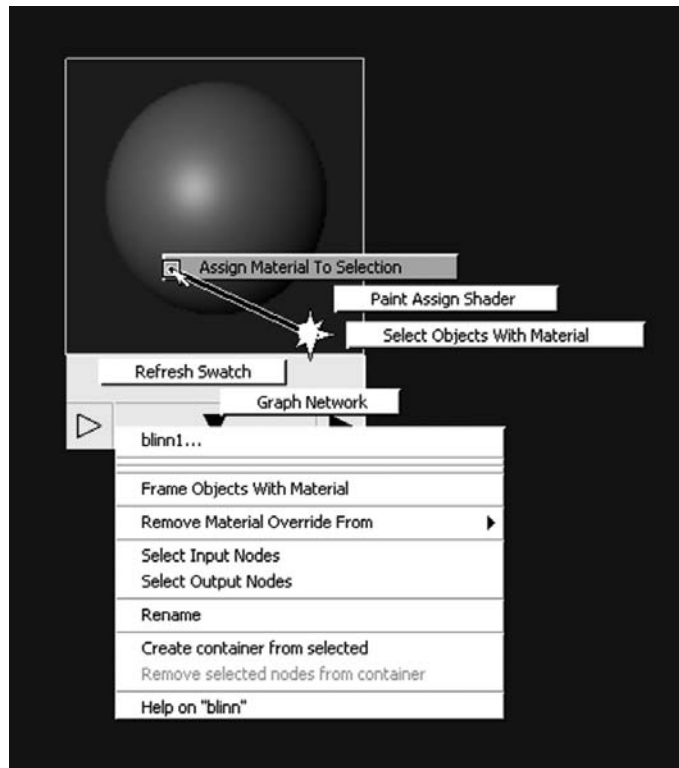 Assign Material To Selection
Paint Assign Shader
Select Objects With Material
Refresh Swatch
Graph Network
blinn1...
Frame Objects With Material
Remove Material Override From
Select Input Nodes
Select Output Nodes
Rename
Create container from selected
Remove selected nodes from container
Help on "blinn"